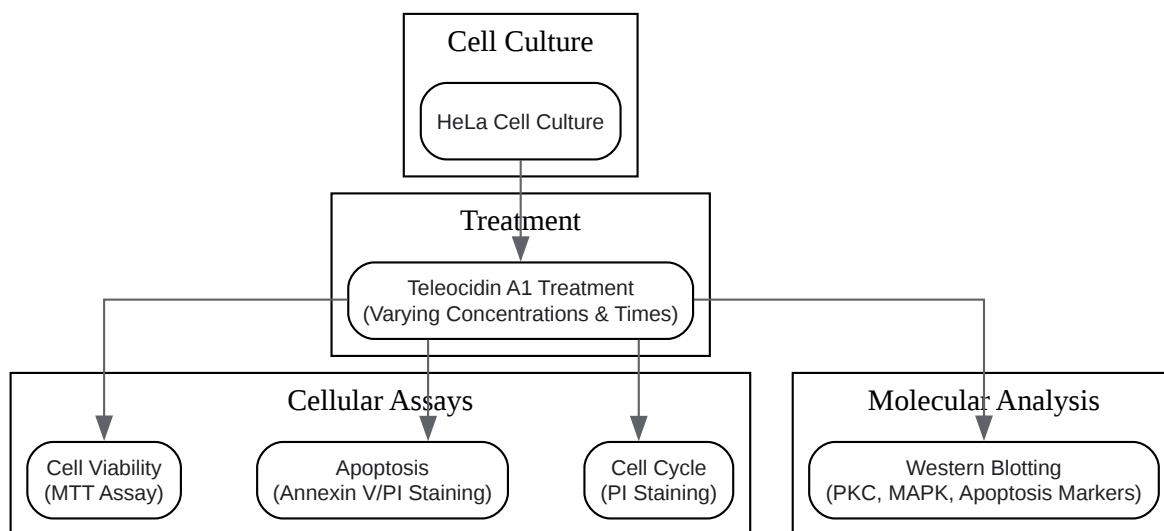 Cell Culture
HeLa Cell Culture
Treatment
Teleocidin A1 Treatment
(Varying Concentrations & Times)
Cellular Assays
Molecular Analysis
Cell Viability
(MTT Assay)
Apoptosis
(Annexin V/PI Staining)
Cell Cycle
(PI Staining)
Western Blotting
(PKC, MAPK, Apoptosis Markers)